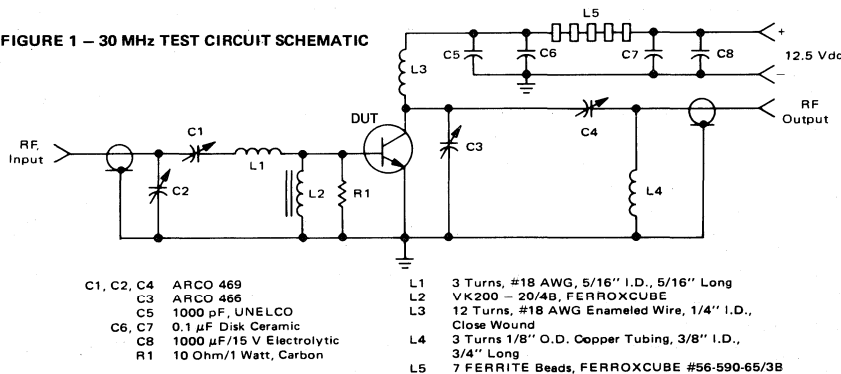 FIGURE 1 – 30 MHz TEST CIRCUIT SCHEMATIC
L5
+
C5
C6
C7
C8
12.5 Vdc
–
L3
RF
Output
DUT
C4
C1
C3
RF
Input
L1
C2
L2
R1
L4
C1, C2, C4 ARCO 469
C3 ARCO 466
C5 1000 pF, UNELCO
C6, C7 0.1 μF Disk Ceramic
C8 1000 μF/15 V Electrolytic
R1 10 Ohm/1 Watt, Carbon
L1 3 Turns, #18 AWG, 5/16" I.D., 5/16" Long
L2 VK200 – 20/4B, FERROXCUBE
L3 12 Turns, #18 AWG Enameled Wire, 1/4" I.D.,
Close Wound
L4 3 Turns 1/8" O.D. Copper Tubing, 3/8" I.D.,
3/4" Long
L5 7 FERRITE Beads, FERROXCUBE #56-590-65/3B